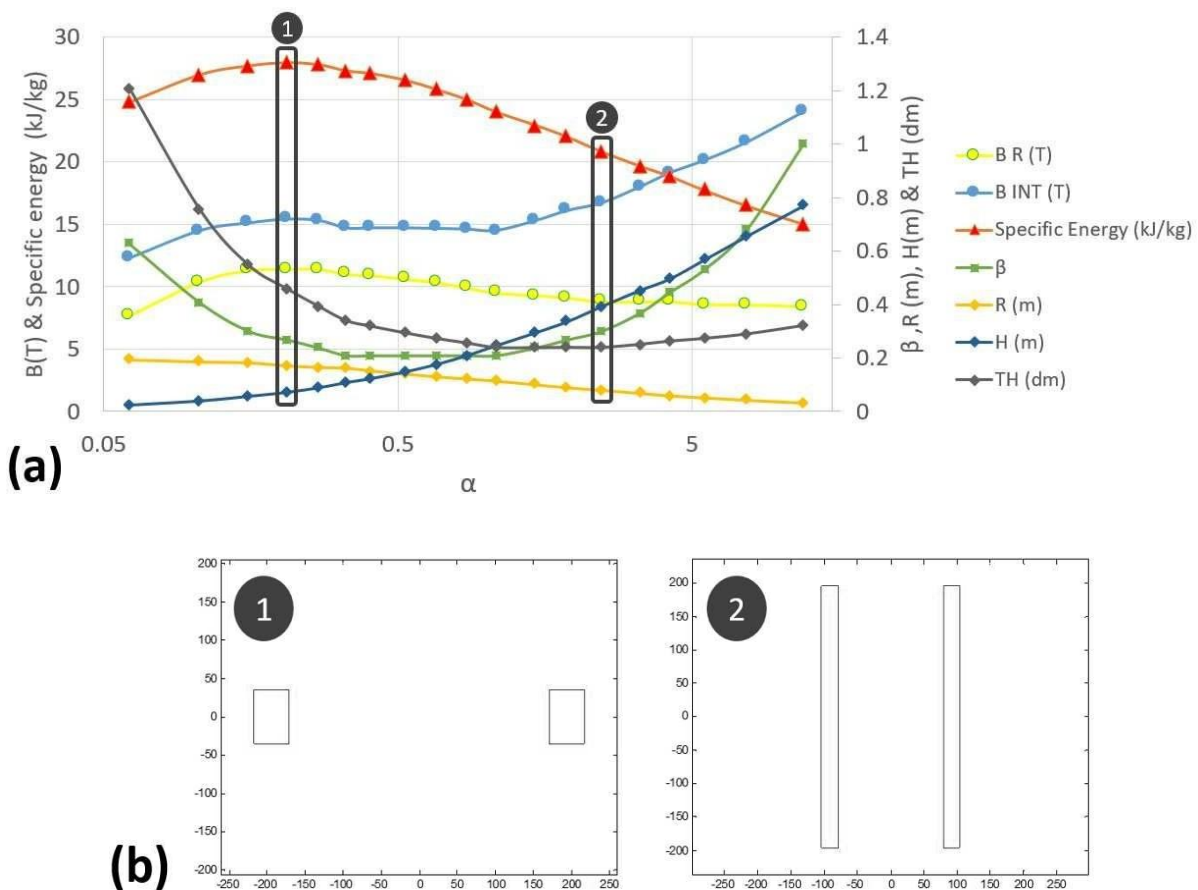 1
2
B(T) & Specific energy (kJ/kg)
30
25
20
15
10
5
0
1.4
1.2
1
0.8
0.6
0.4
0.2
0
β ,R (m), H(m) & TH (dm)
0.05
0.5
5
α
B R (T)
B INT (T)
Specific Energy (kJ/kg)
β
R (m)
H (m)
TH (dm)
(a)
1
200
150
100
50
0
-50
-100
-150
-200
-250 -200 -150 -100 -50 0 50 100 150 200 250
2
200
150
100
50
0
-50
-100
-150
-200
-250 -200 -150 -100 -50 0 50 100 150 200 250
(b)